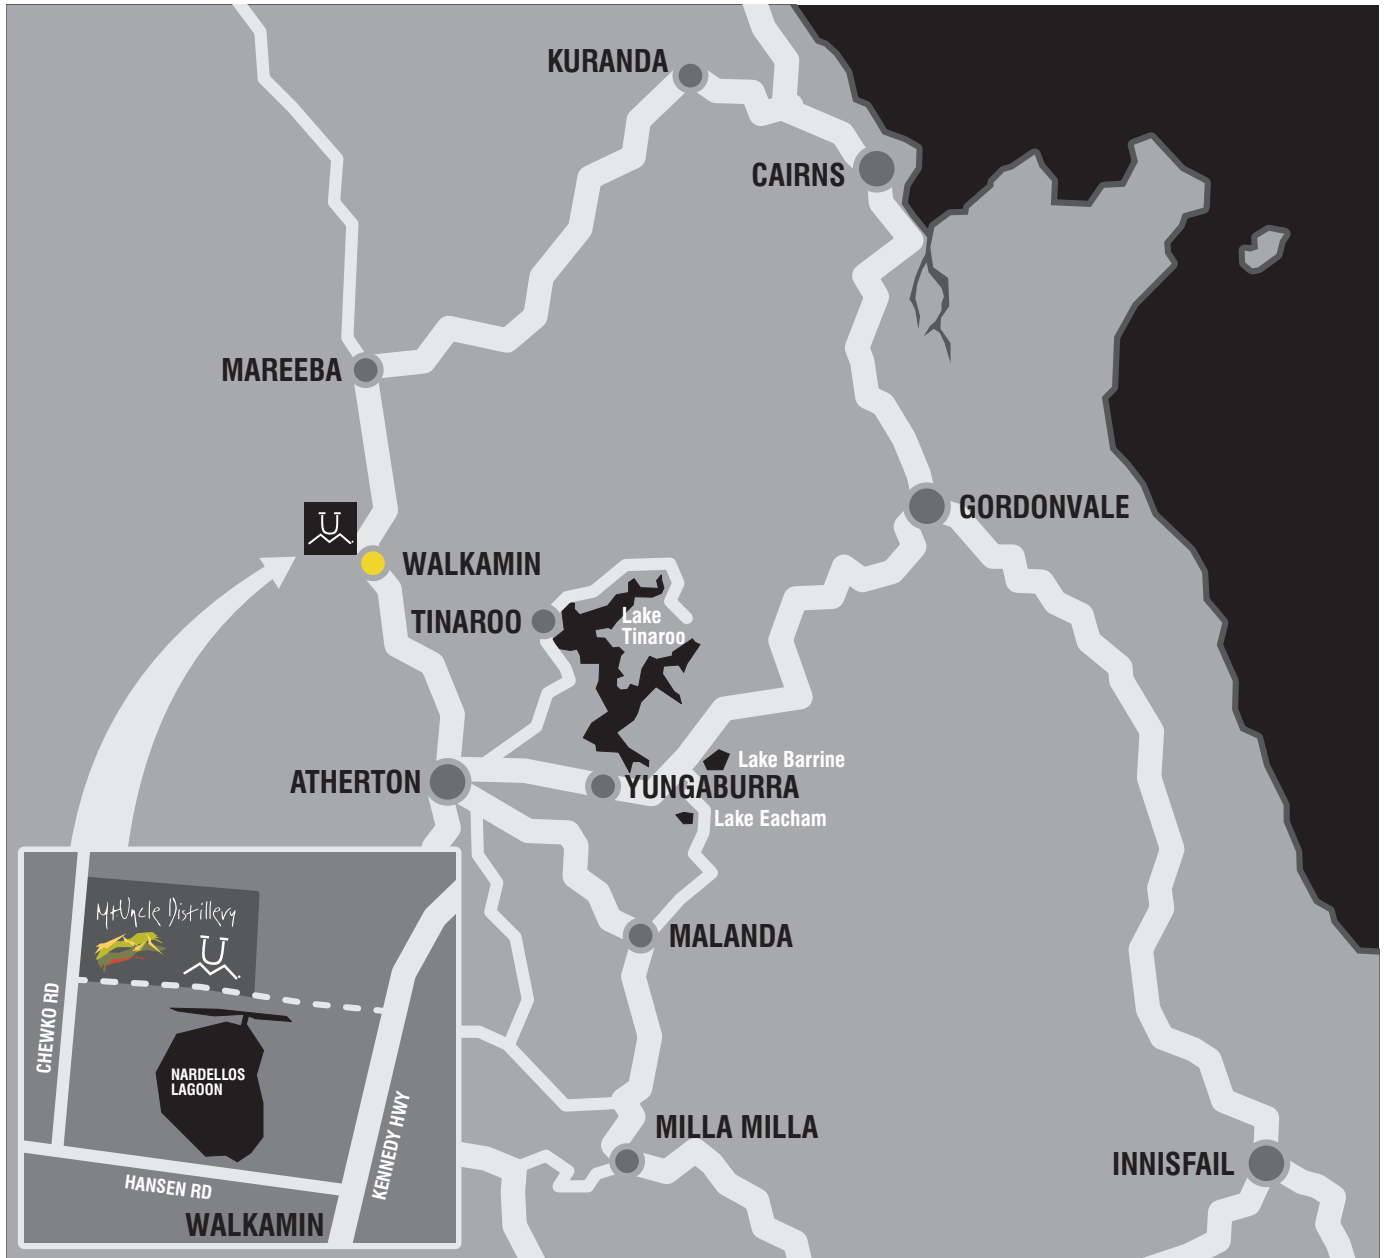 KURANDA
CAIRNS
MAREEBA
GORDONVALE
WALKAMIN
TINAROO
Lake
Tinaroo
Lake Barrine
ATHERTON
YUNGABURRA
Lake Eacham
MtUncle Distillery
MALANDA
CHEWKO RD
NARDELLOS
LAGOON
KENNEDY HWY
MILLA MILLA
INNISFAIL
HANSEN RD
WALKAMIN